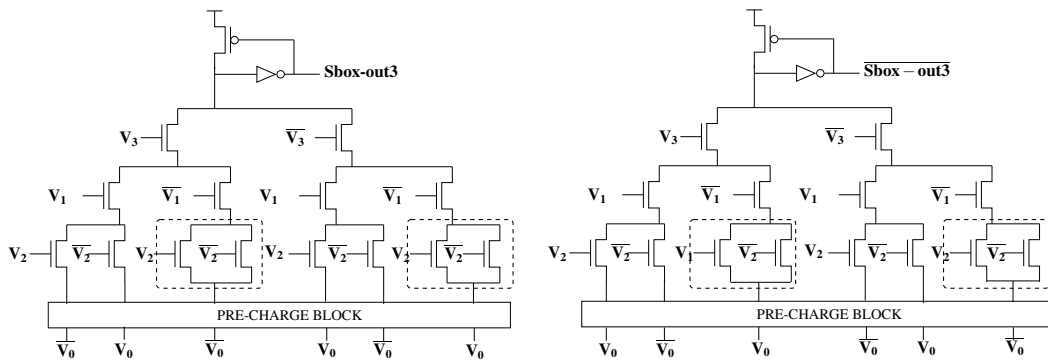 Sbox-out3
V₃ V̅₃
V₁ V̅₁ V₁ V̅₁
V₂ V̅₂ V₂ V̅₂ V₂ V̅₂ V₂ V̅₂
PRE-CHARGE BLOCK
V̅₀ V₀ V̅₀ V₀ V̅₀ V₀
S̅b̅o̅x̅ ̅–̅ ̅o̅u̅t̅3̅
V₃ V̅₃
V₁ V̅₁ V₁ V̅₁
V₂ V̅₂ V₁ V̅₂ V₂ V̅₂ V₂ V̅₂
PRE-CHARGE BLOCK
V₀ V̅₀ V₀ V̅₀ V₀ V̅₀